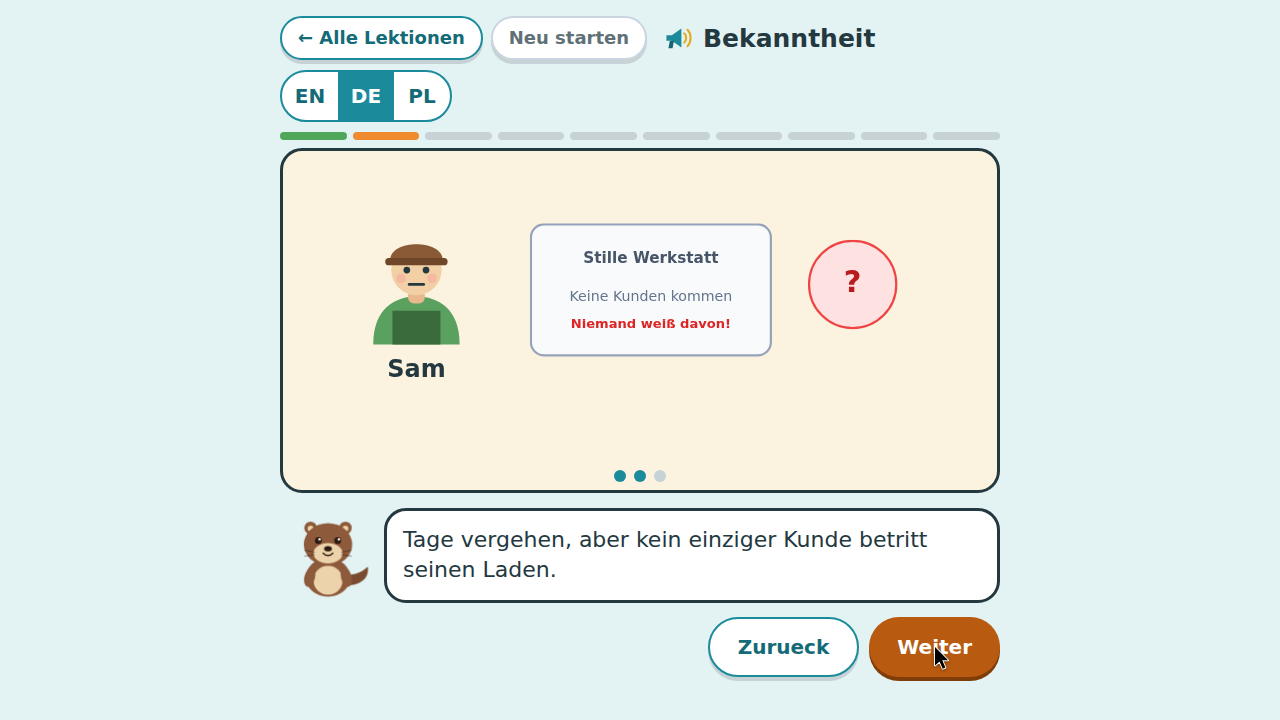 ← Alle Lektionen
Neu starten
Bekanntheit
EN DE PL
Stille Werkstatt
Keine Kunden kommen
Niemand weiß davon!
?
Sam
Tage vergehen, aber kein einziger Kunde betritt
seinen Laden.
Zurueck
Weiter